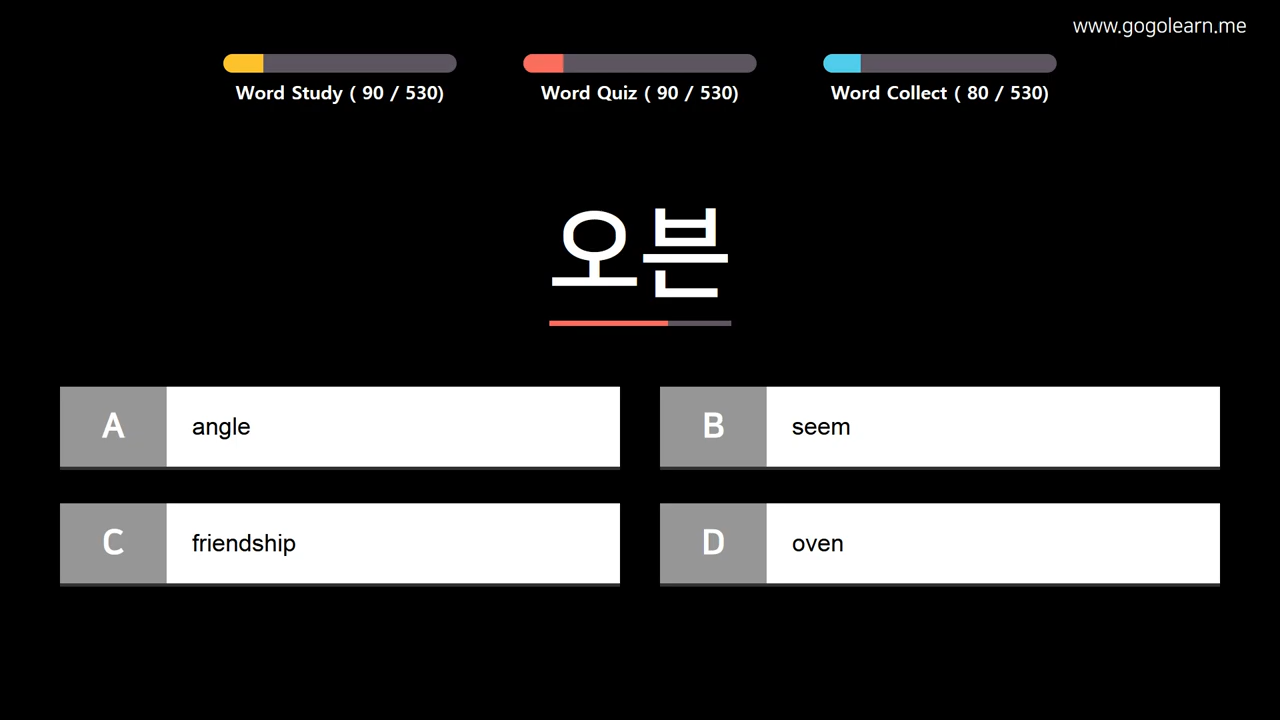 www.gogolearn.me
Word Study ( 90 / 530)
Word Quiz ( 90 / 530)
Word Collect ( 80 / 530)
오븐
A angle
B seem
C friendship
D oven